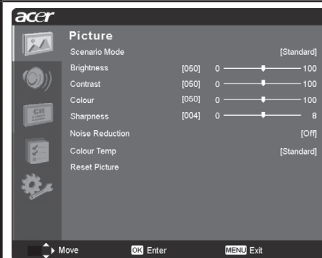 acer
Picture
Scenario Mode [Standard]
Brightness [050] 0 100
Contrast [050] 0 100
Colour [050] 0 100
Sharpness [004] 0 8
Noise Reduction [Off]
Colour Temp [Standard]
Reset Picture
Move OK Enter MENU Exit